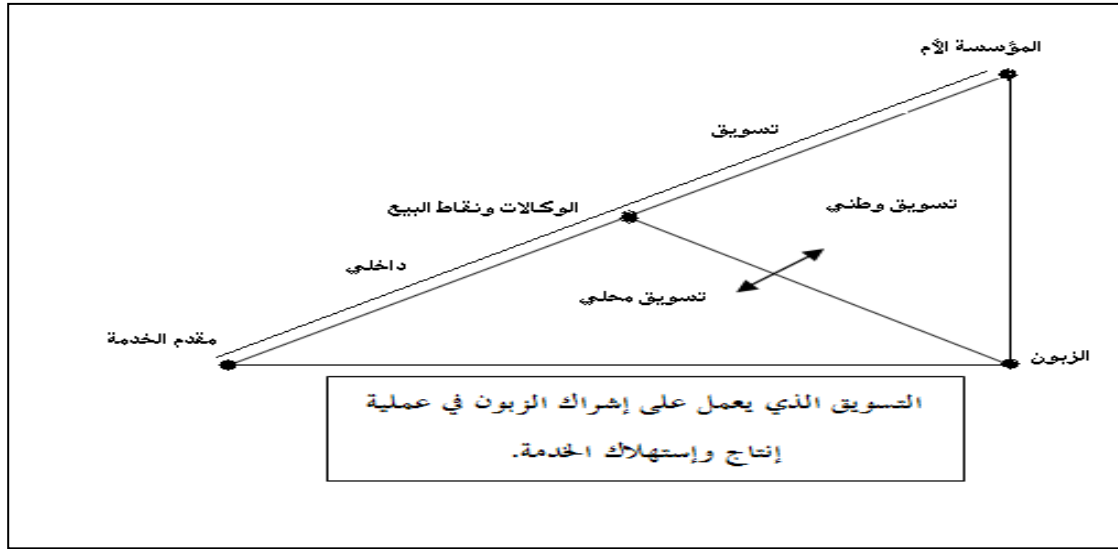 المؤسسة الأم
تسويق
تسويق وطني
الوكالات ونقاط البيع
داخلي
تسويق محلي
مقدم الخدمة
الزبون
التسويق الذي يعمل على إشراك الزبون في عملية
إنتاج وإستهلاك الخدمة.